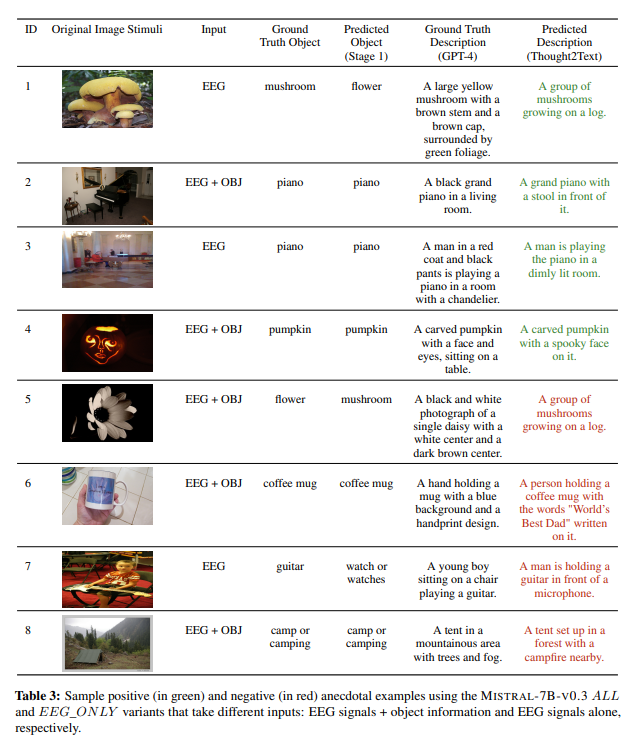 ID Original Image Stimuli Input Ground Truth Object Predicted Object (Stage 1) Ground Truth Description (GPT-4) Predicted Description (Thought2Text)
1 EEG mushroom flower A large yellow mushroom with a brown stem and a brown cap, surrounded by green foliage. A group of mushrooms growing on a log.
2 EEG + OBJ piano piano A black grand piano in a living room. A grand piano with a stool in front of it.
3 EEG piano piano A man in a red coat and black pants is playing a piano in a room with a chandelier. A man is playing the piano in a dimly lit room.
4 EEG + OBJ pumpkin pumpkin A carved pumpkin with a face and eyes, sitting on a table. A carved pumpkin with a spooky face on it.
5 EEG + OBJ flower mushroom A black and white photograph of a single daisy with a white center and a dark brown center. A group of mushrooms growing on a log.
6 EEG + OBJ coffee mug coffee mug A hand holding a mug with a blue background and a handprint design. A person holding a coffee mug with the words "World's Best Dad" written on it.
7 EEG guitar watch or watches A young boy sitting on a chair playing a guitar. A man is holding a guitar in front of a microphone.
8 EEG + OBJ camp or camping camp or camping A tent in a mountainous area with trees and fog. A tent set up in a forest with a campfire nearby.
Table 3: Sample positive (in green) and negative (in red) anecdotal examples using the MISTRAL-7B-V0.3 ALL
and EEG_ONLY variants that take different inputs: EEG signals + object information and EEG signals alone,
respectively.